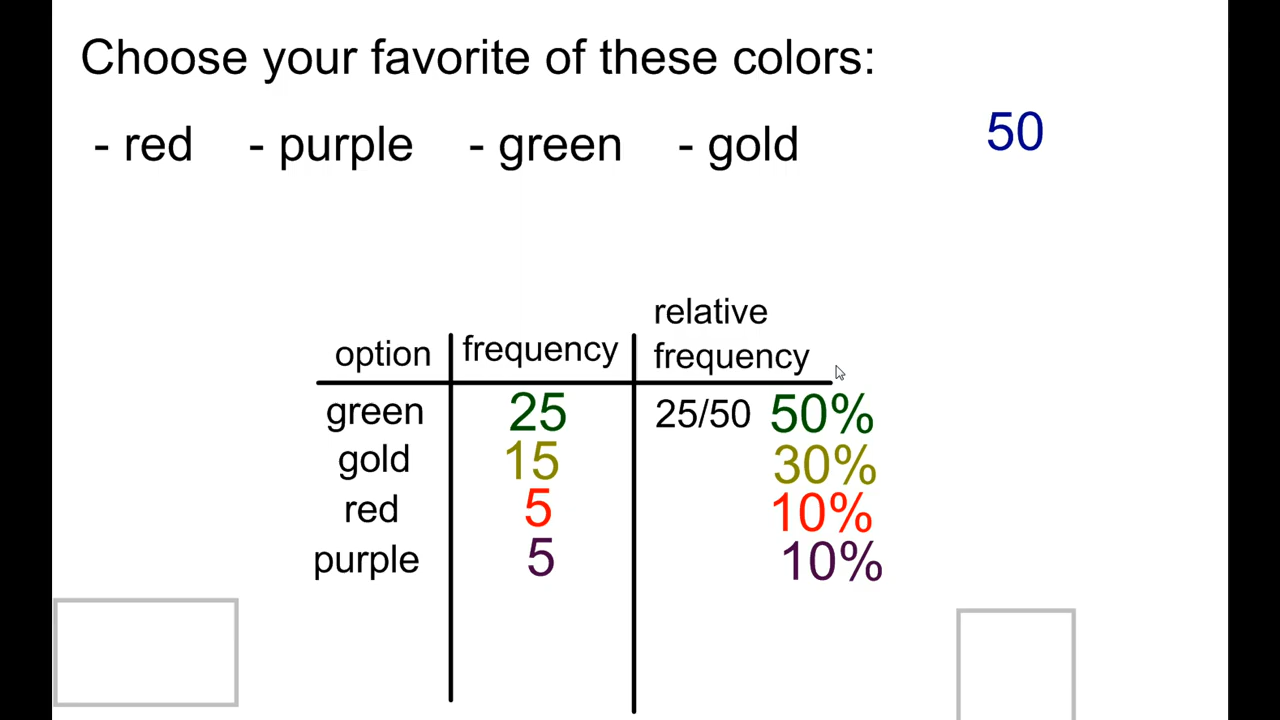 Choose your favorite of these colors:
- red - purple - green - gold 50
relative
option frequency frequency
green 25 25/50 50%
gold 15 30%
red 5 10%
purple 5 10%